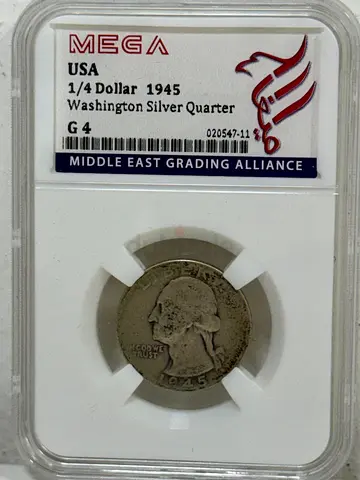 MEGA
USA
1/4 Dollar 1945
Washington Silver Quarter
G 4
020547-11
MIDDLE EAST GRADING ALLIANCE
LIBERTY
IN GOD WE
TRUST
1945